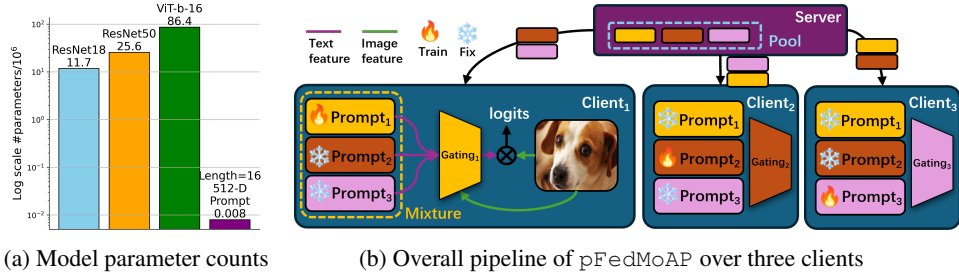 (a)
Log scale #parameters/10⁶
10²
10¹
10⁰
10⁻¹
10⁻²
ResNet18
11.7
ResNet50
25.6
ViT-b-16
86.4
Length=16
512-D
Prompt
0.008
(a) Model parameter counts
(b)
Text
feature
Image
feature
Train
Fix
Server
Pool
Client₁
Prompt₁
Prompt₂
Prompt₃
Mixture
Gating₁
logits
Client₂
Prompt₁
Prompt₂
Prompt₃
Gating₂
Client₃
Prompt₁
Prompt₂
Prompt₃
Gating₃
(b) Overall pipeline of pFedMoAP over three clients